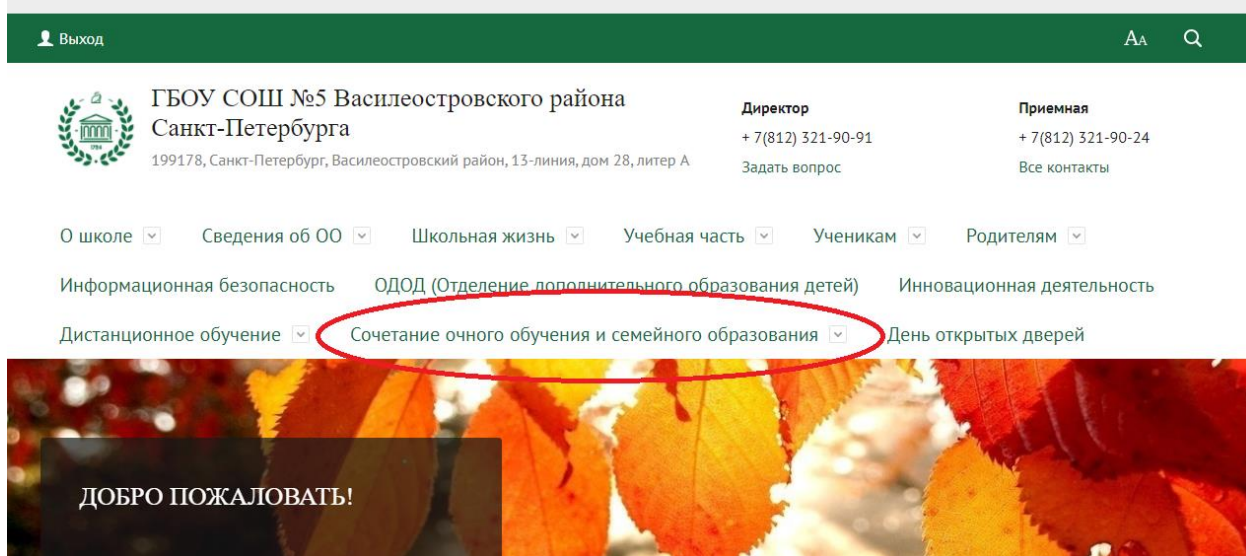 Выход AA
ГБОУ СОШ №5 Василеостровского района
Санкт-Петербурга
199178, Санкт-Петербург, Василеостровский район, 13-линия, дом 28, литер А
Директор
+ 7(812) 321-90-91
Задать вопрос
Приемная
+ 7(812) 321-90-24
Все контакты
О школе Сведения об ОО Школьная жизнь Учебная часть Ученикам Родителям
Информационная безопасность ОДОД (Отделение дополнительного образования детей) Инновационная деятельность
Дистанционное обучение Сочетание очного обучения и семейного образования День открытых дверей
ДОБРО ПОЖАЛОВАТЬ!